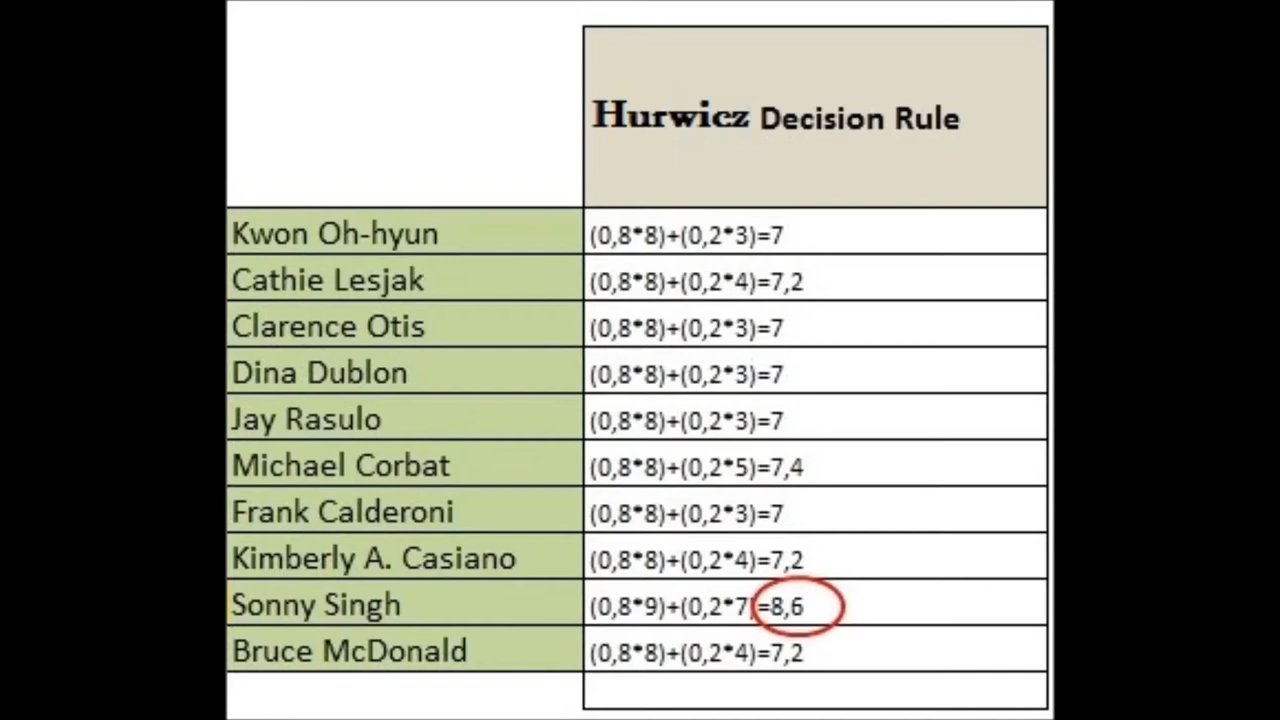 Hurwicz Decision Rule
Kwon Oh-hyun (0,8*8)+(0,2*3)=7
Cathie Lesjak (0,8*8)+(0,2*4)=7,2
Clarence Otis (0,8*8)+(0,2*3)=7
Dina Dublon (0,8*8)+(0,2*3)=7
Jay Rasulo (0,8*8)+(0,2*3)=7
Michael Corbat (0,8*8)+(0,2*5)=7,4
Frank Calderoni (0,8*8)+(0,2*3)=7
Kimberly A. Casiano (0,8*8)+(0,2*4)=7,2
Sonny Singh (0,8*9)+(0,2*7)=8,6
Bruce McDonald (0,8*8)+(0,2*4)=7,2